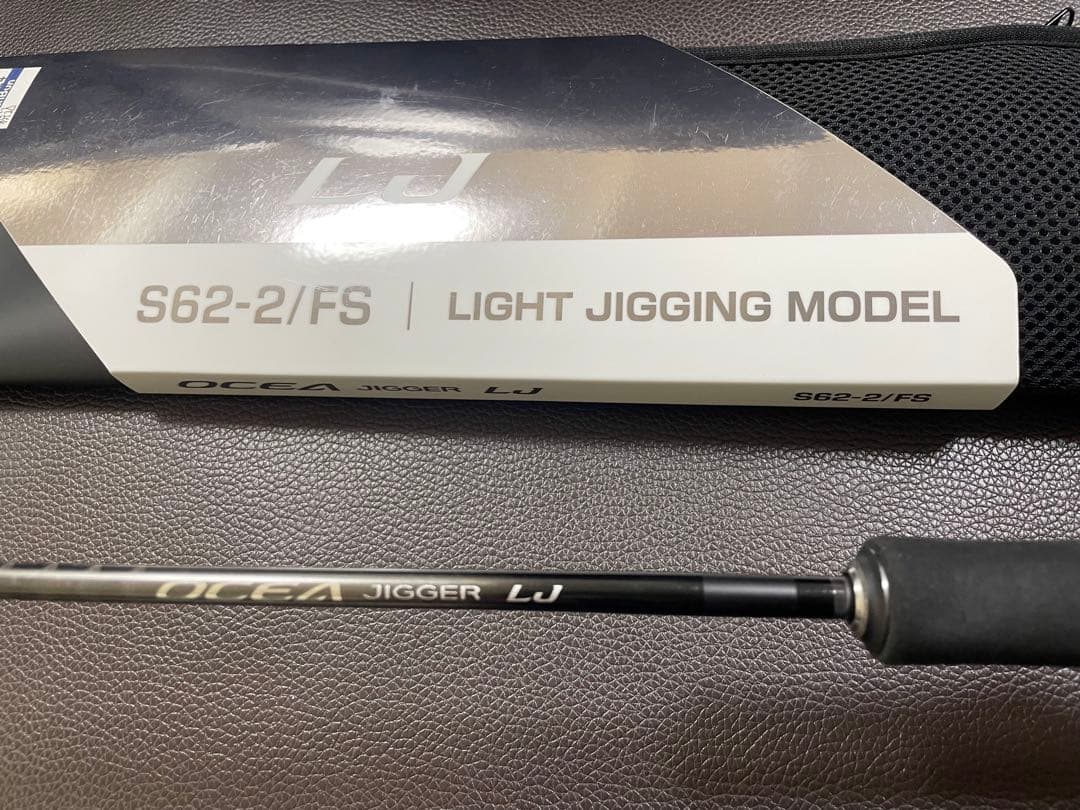 LJ
S62-2/FS | LIGHT JIGGING MODEL
OCEA JIGGER LJ S62-2/FS
OCEA JIGGER LJ